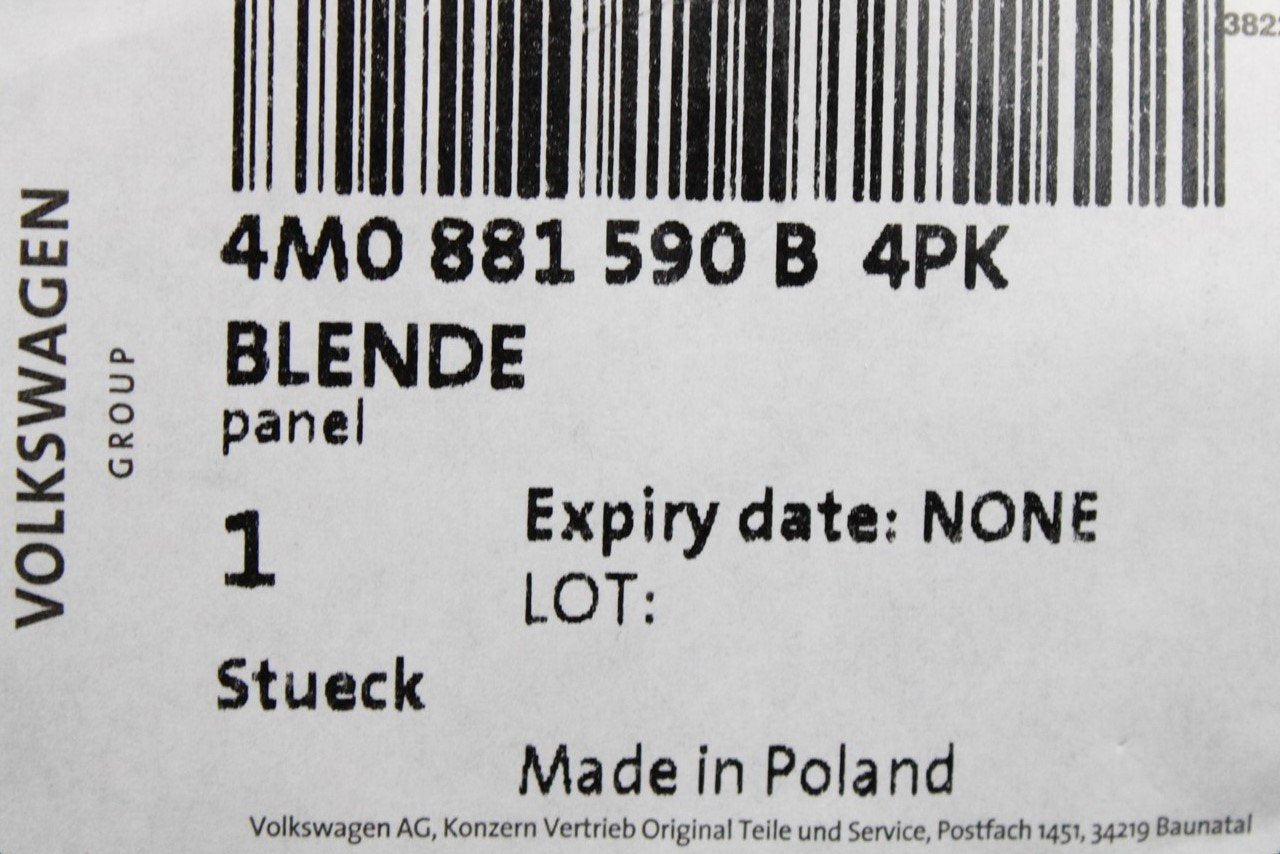 4M0 881 590 B 4PK
BLENDE
panel
1
Expiry date: NONE
LOT:
Stueck
Made in Poland
Volkswagen AG, Konzern Vertrieb Original Teile und Service, Postfach 1451, 34219 Baunatal
VOLKSWAGEN
GROUP